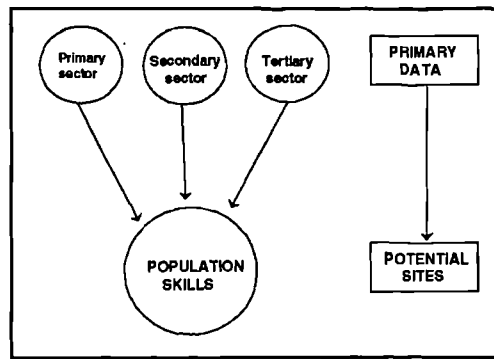 Primary
sector
Secondary
sector
Tertiary
sector
PRIMARY
DATA
POPULATION
SKILLS
POTENTIAL
SITES